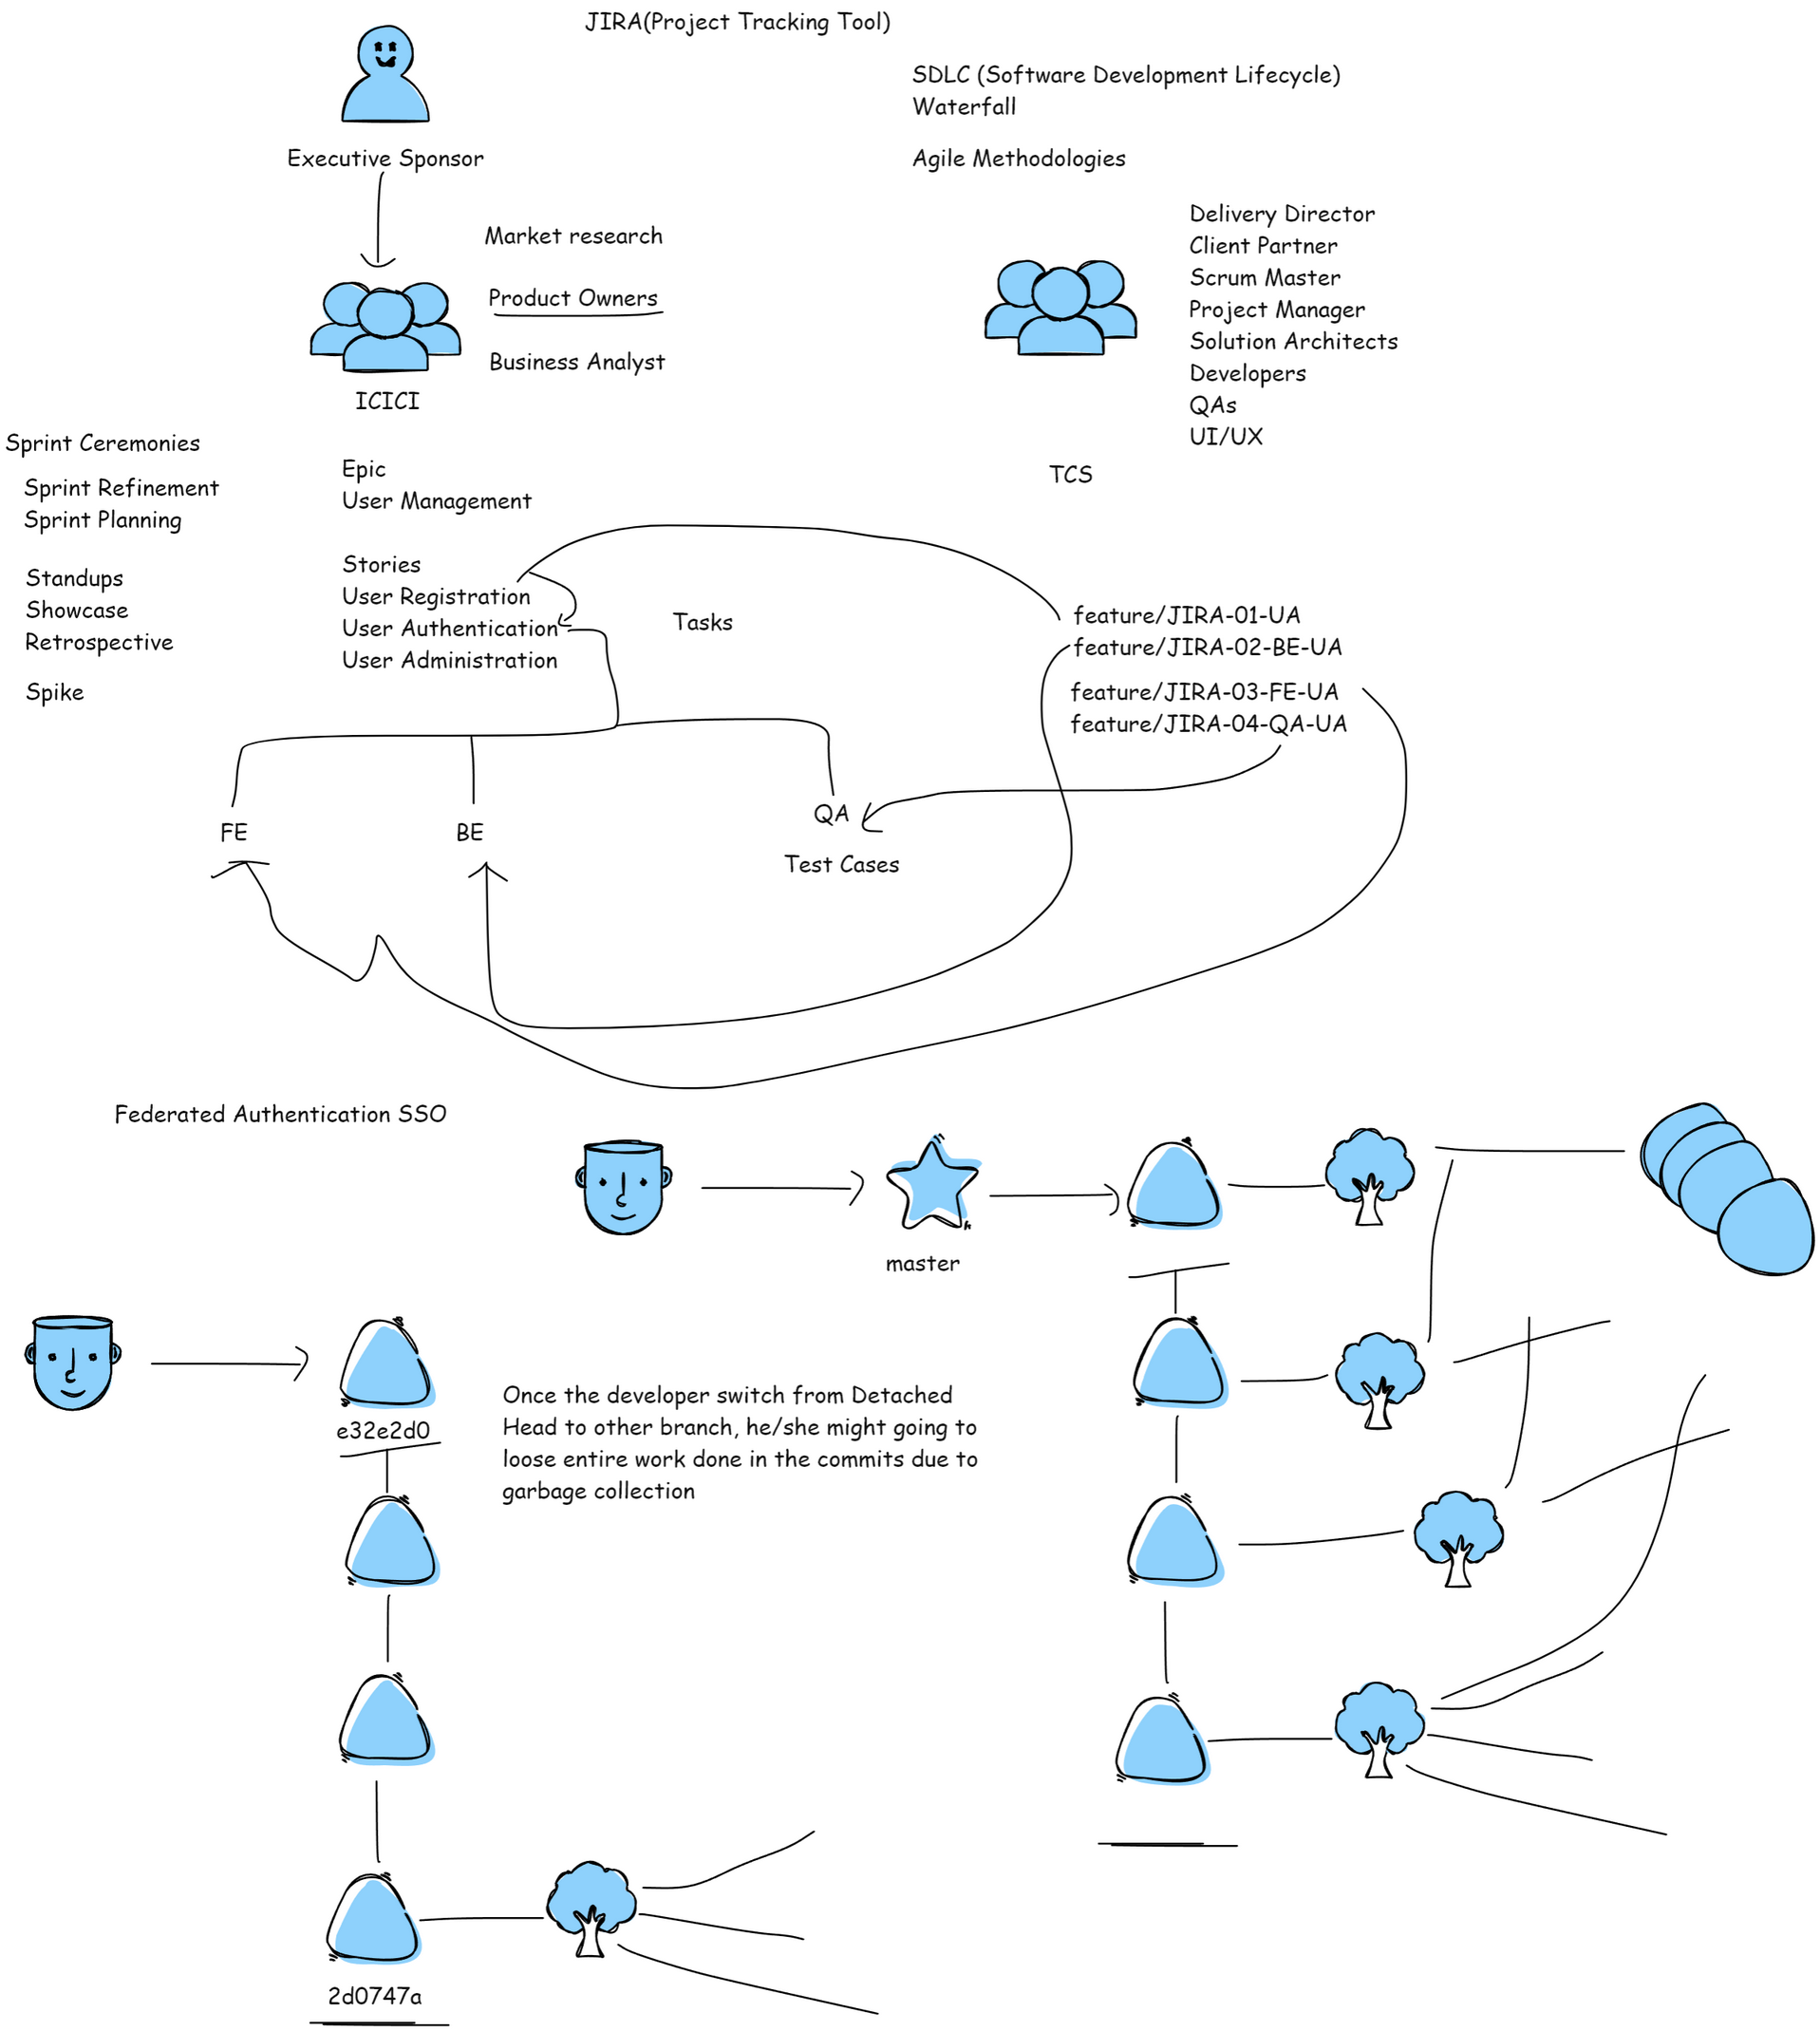 JIRA(Project Tracking Tool)
SDLC (Software Development Lifecycle)
Waterfall
Agile Methodologies
Executive Sponsor
Market research
Product Owners
Business Analyst
ICICI
Delivery Director
Client Partner
Scrum Master
Project Manager
Solution Architects
Developers
QAs
UI/UX
TCS
Sprint Ceremonies
Sprint Refinement
Sprint Planning
Standups
Showcase
Retrospective
Spike
Epic
User Management
Stories
User Registration
User Authentication
User Administration
Tasks
feature/JIRA-01-UA
feature/JIRA-02-BE-UA
feature/JIRA-03-FE-UA
feature/JIRA-04-QA-UA
FE
BE
QA
Test Cases
Federated Authentication SSO
master
e32e2d0
Once the developer switch from Detached
Head to other branch, he/she might going to
loose entire work done in the commits due to
garbage collection
2d0747a